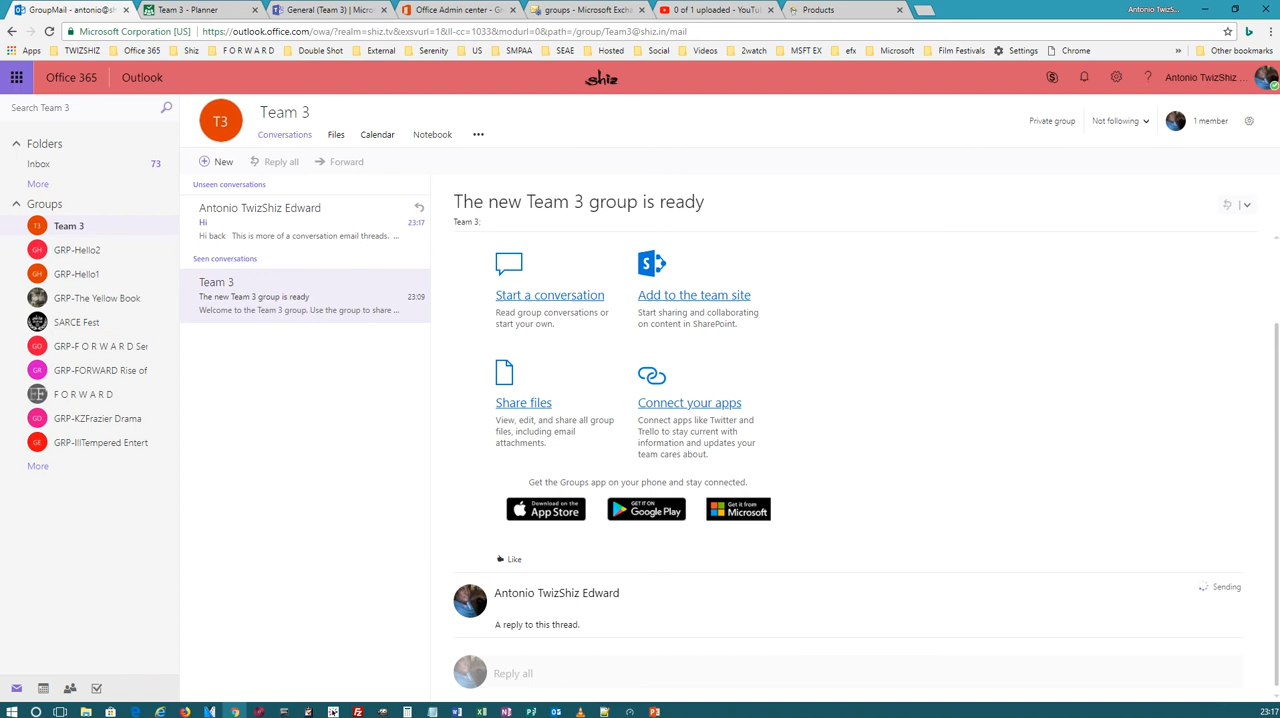 GroupMail - antonio@s
Team 3 - Planner
General (Team 3) | Micros
Office Admin center - Gr
groups - Microsoft Excha
0 of 1 uploaded - YouTu
Products
Antonio TwizS...
Microsoft Corporation [US]
https://outlook.office.com/owa/?realm=shiz.tv&exsvurl=1&ll-cc=1033&modurl=0&path=/group/Team3@shiz.in/mail
Apps
TWIZSHIZ
Office 365
Shiz
F O R W A R D
Double Shot
External
Serenity
US
SMPAA
SEAE
Hosted
Social
Videos
2watch
MSFT EX
efx
Microsoft
Film Festivals
Settings
Chrome
»
Other bookmarks
Office 365
Outlook
shiz
Antonio TwizShiz ...
Search Team 3
T3
Team 3
Conversations
Files
Calendar
Notebook
•••
Private group
Not following
1 member
New
Reply all
Forward
Folders
Inbox
73
More
Groups
T3
Team 3
GH
GRP-Hello2
GH
GRP-Hello1
GRP-The Yellow Book
SARCE Fest
GO
GRP-F O R W A R D Ser
GR
GRP-FORWARD Rise of
F O R W A R D
GD
GRP-KZFrazier Drama
GE
GRP-IllTempered Entert
More
Unseen conversations
Antonio TwizShiz Edward
Hi
23:17
Hi back This is more of a conversation email threads. ...
Seen conversations
Team 3
The new Team 3 group is ready
23:09
Welcome to the Team 3 group. Use the group to share ...
The new Team 3 group is ready
Team 3;
Start a conversation
Read group conversations or
start your own.
Add to the team site
Start sharing and collaborating
on content in SharePoint.
Share files
View, edit, and share all group
files, including email
attachments.
Connect your apps
Connect apps like Twitter and
Trello to stay current with
information and updates your
team cares about.
Get the Groups app on your phone and stay connected.
Download on the
App Store
GET IT ON
Google Play
Get it from
Microsoft
Like
Antonio TwizShiz Edward
Sending
A reply to this thread.
Reply all
23:17